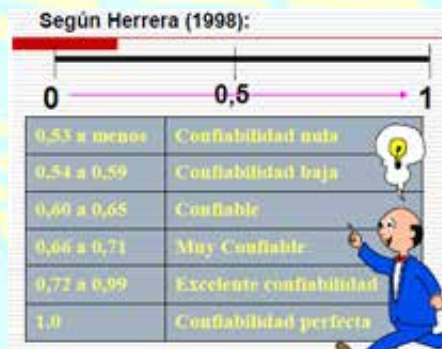 Según Herrera (1998):
0 0,5 1
0,53 a menos Confiabilidad nula
0,54 a 0,59 Confiabilidad baja
0,60 a 0,65 Confiable
0,66 a 0,71 Muy Confiable
0,72 a 0,99 Excelente confiabilidad
1.0 Confiabilidad perfecta